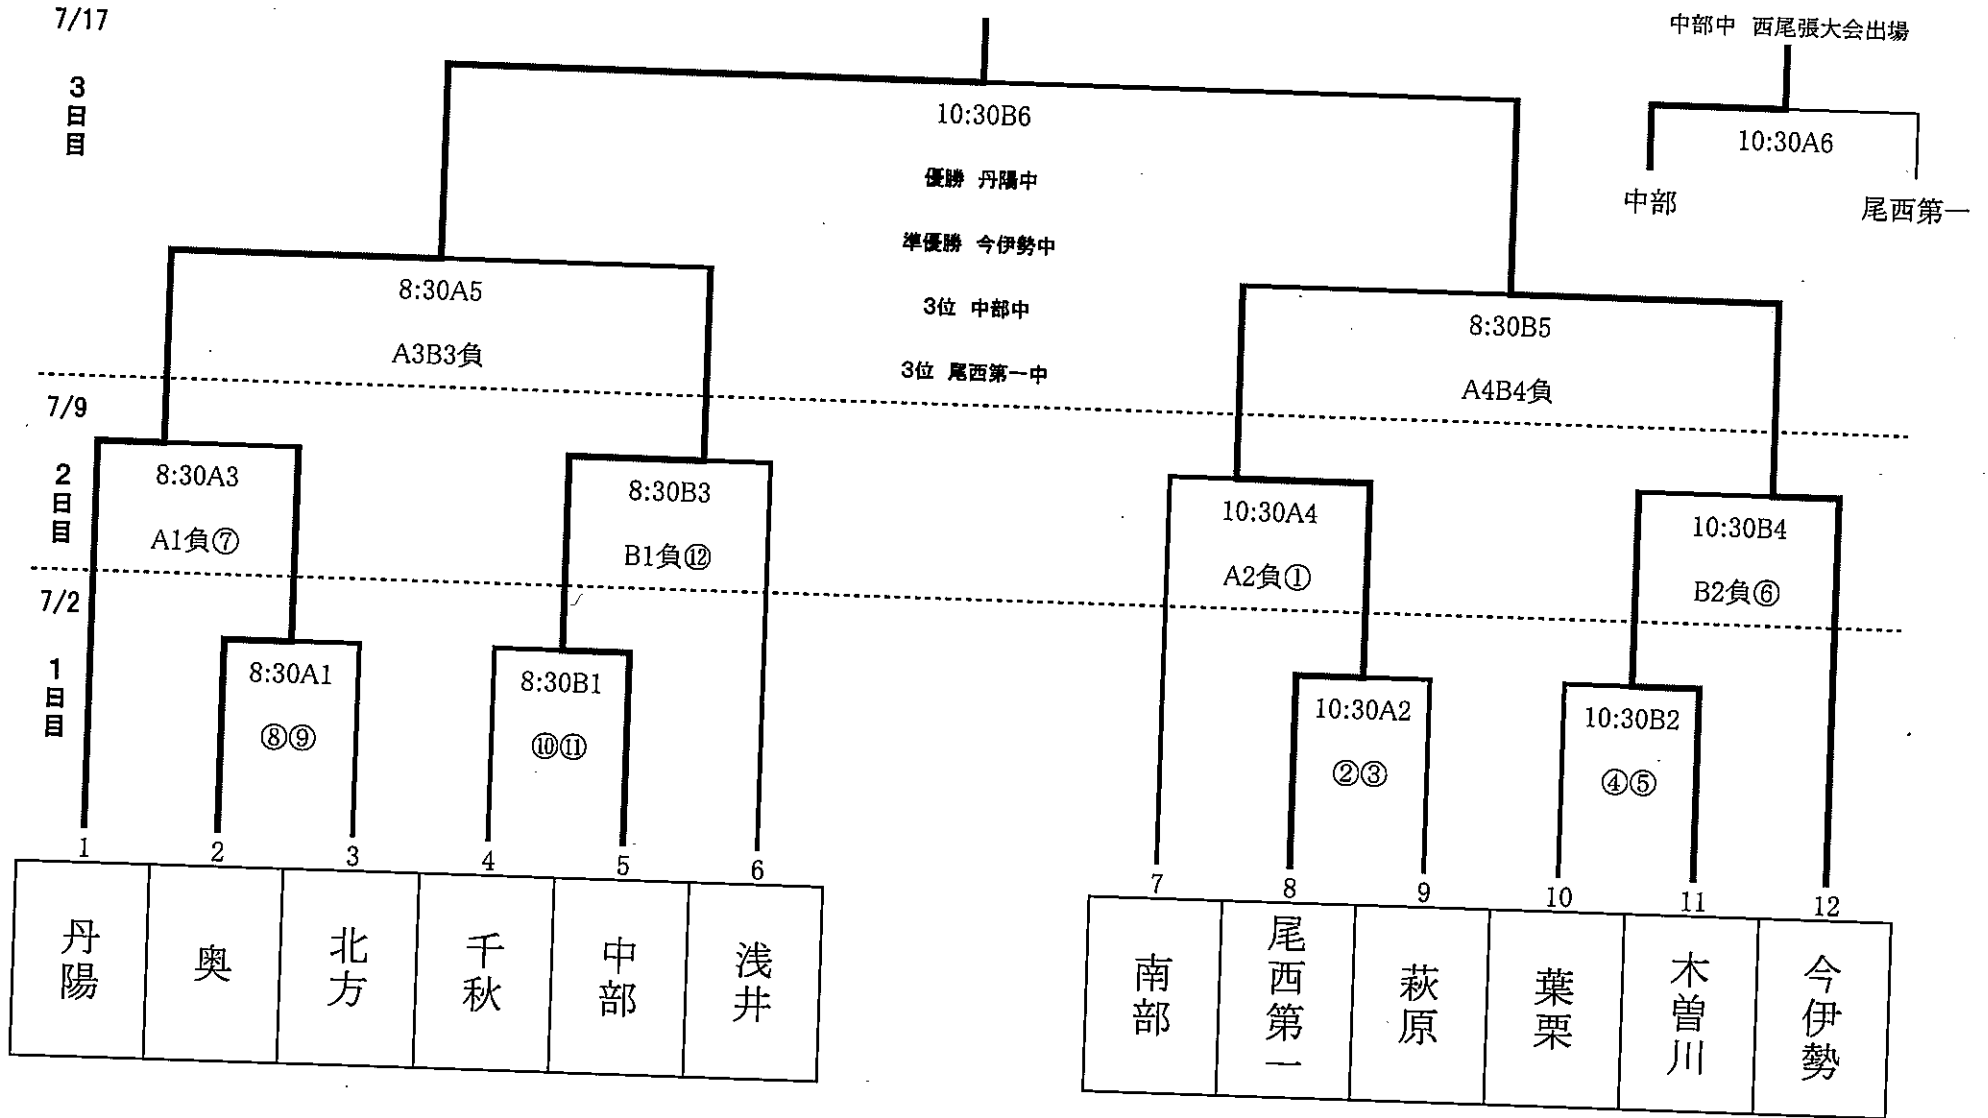 7/17
中部中 西尾張大会出場
3日目
10:30B6
10:30A6
優勝 丹陽中
中部
尾西第一
準優勝 今伊勢中
8:30A5
3位 中部中
8:30B5
A3B3負
3位 尾西第一中
A4B4負
7/9
2日目
8:30A3
8:30B3
10:30A4
10:30B4
A1負⑦
B1負⑫
A2負①
B2負⑥
7/2
1日目
8:30A1
8:30B1
10:30A2
10:30B2
⑧⑨
⑩⑪
②③
④⑤
1
2
3
4
5
6
7
8
9
10
11
12
丹陽
奥
北方
千秋
中部
浅井
南部
尾西第一
萩原
葉栗
木曽川
今伊勢